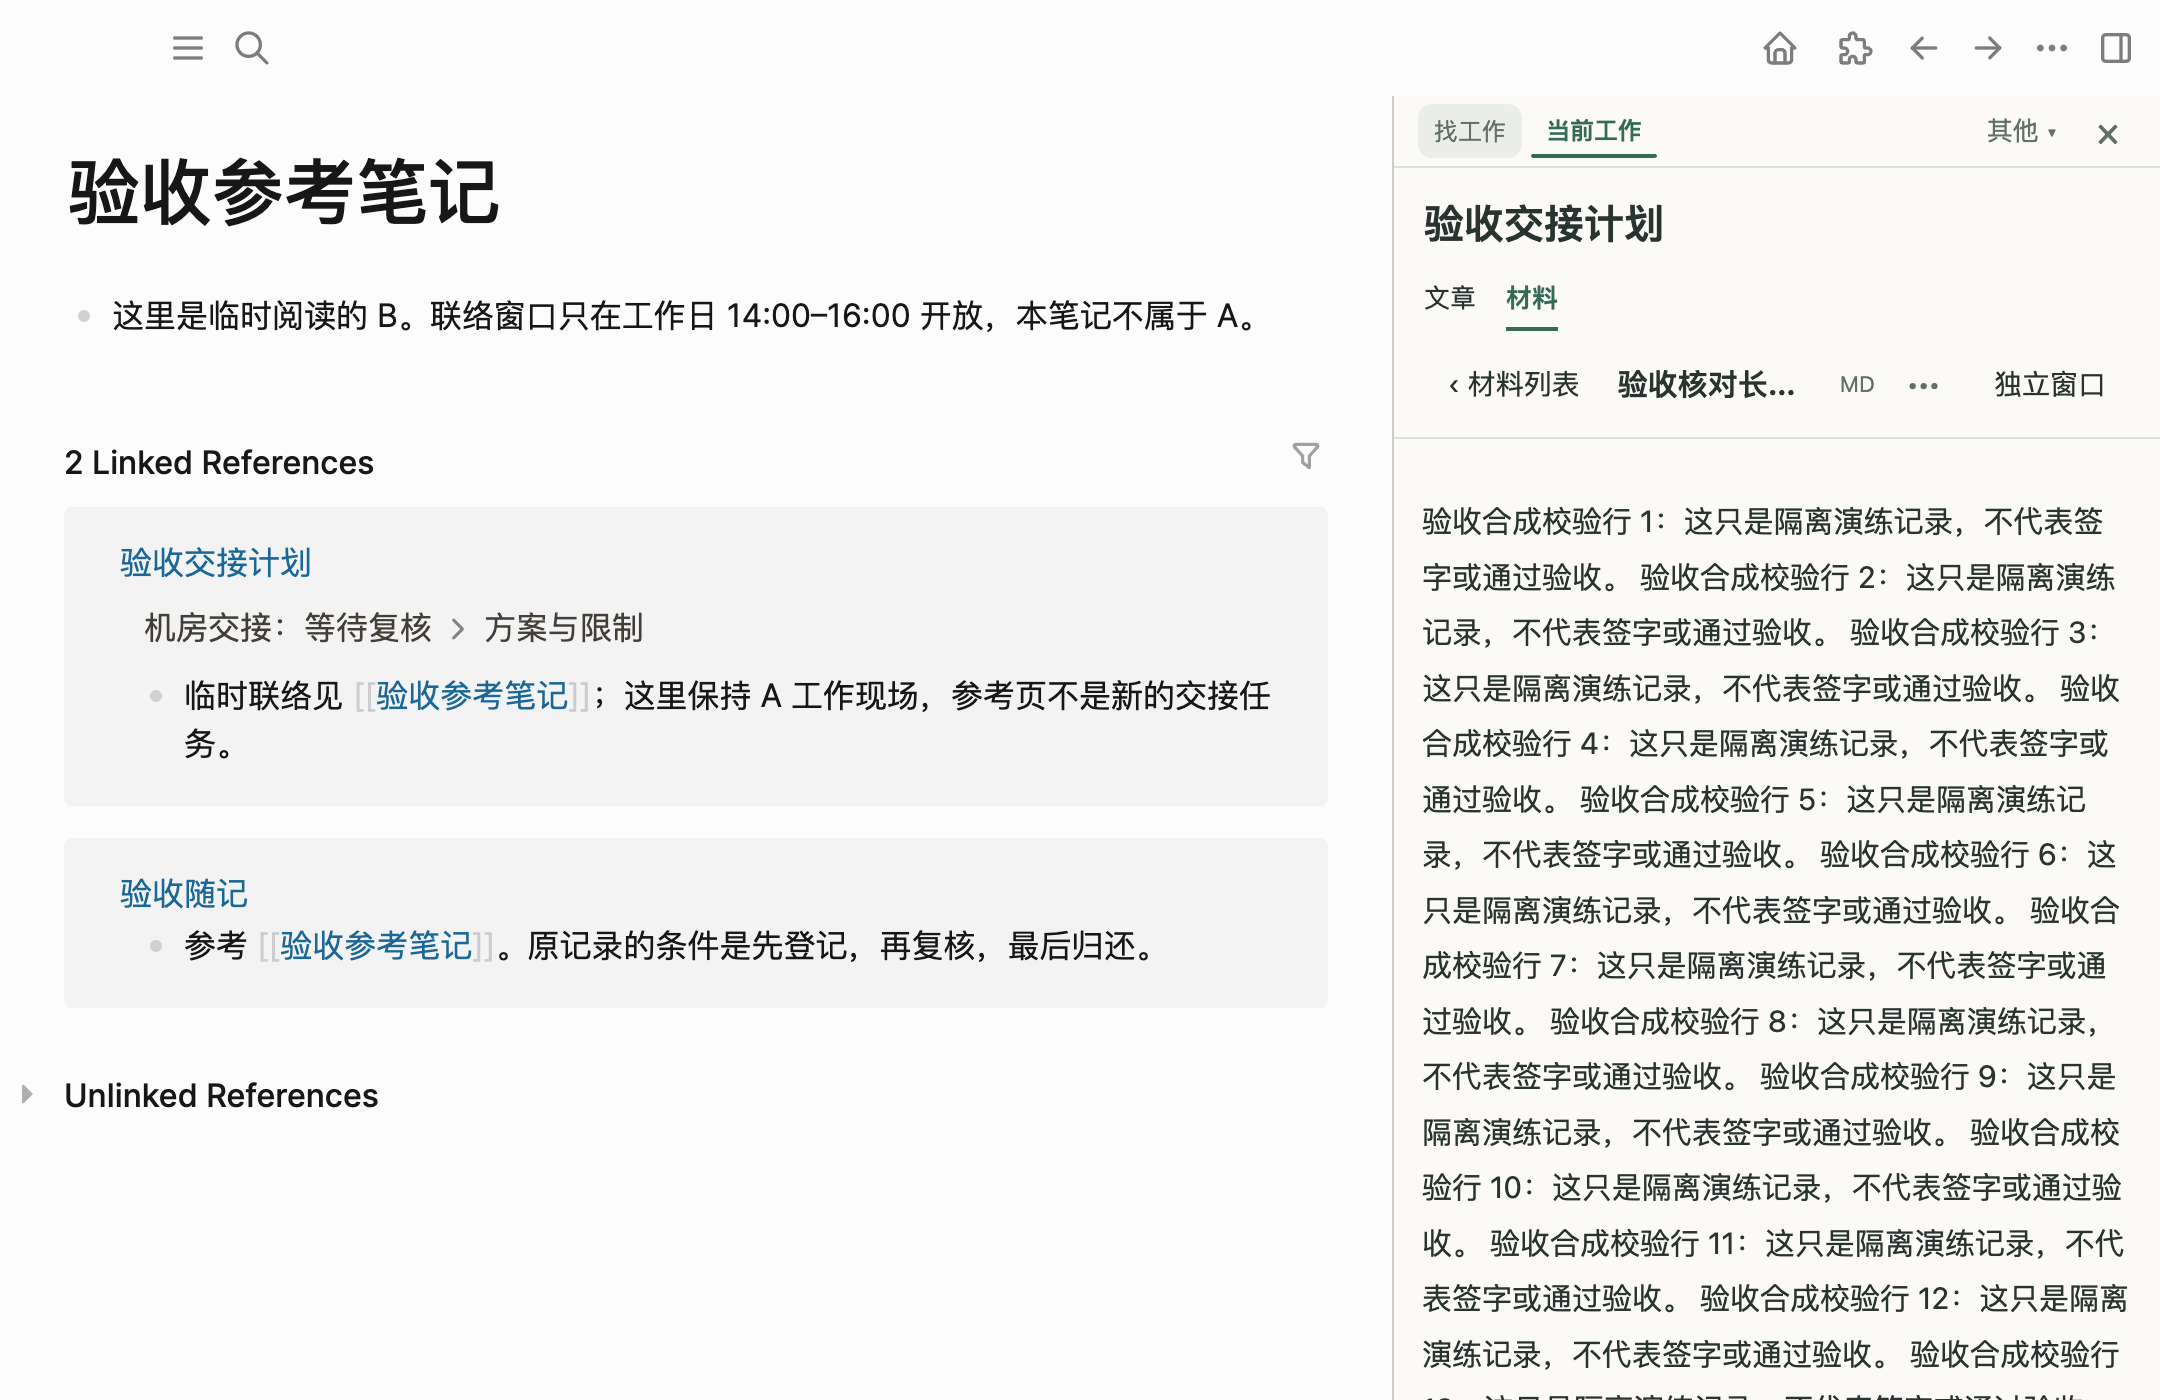 验收参考笔记
这里是临时阅读的 B。联络窗口只在工作日 14:00–16:00 开放，本笔记不属于 A。
2 Linked References
验收交接计划
机房交接：等待复核 > 方案与限制
临时联络见 [[验收参考笔记]]；这里保持 A 工作现场，参考页不是新的交接任
务。
验收随记
参考 [[验收参考笔记]]。原记录的条件是先登记，再复核，最后归还。
Unlinked References
找工作 当前工作 其他
验收交接计划
文章 材料
‹ 材料列表 验收核对长... MD 独立窗口
验收合成校验行 1：这只是隔离演练记录，不代表签
字或通过验收。 验收合成校验行 2：这只是隔离演练
记录，不代表签字或通过验收。 验收合成校验行 3：
这只是隔离演练记录，不代表签字或通过验收。 验收
合成校验行 4：这只是隔离演练记录，不代表签字或
通过验收。 验收合成校验行 5：这只是隔离演练记
录，不代表签字或通过验收。 验收合成校验行 6：这
只是隔离演练记录，不代表签字或通过验收。 验收合
成校验行 7：这只是隔离演练记录，不代表签字或通
过验收。 验收合成校验行 8：这只是隔离演练记录，
不代表签字或通过验收。 验收合成校验行 9：这只是
隔离演练记录，不代表签字或通过验收。 验收合成校
验行 10：这只是隔离演练记录，不代表签字或通过验
收。 验收合成校验行 11：这只是隔离演练记录，不代
表签字或通过验收。 验收合成校验行 12：这只是隔离
演练记录，不代表签字或通过验收。 验收合成校验行